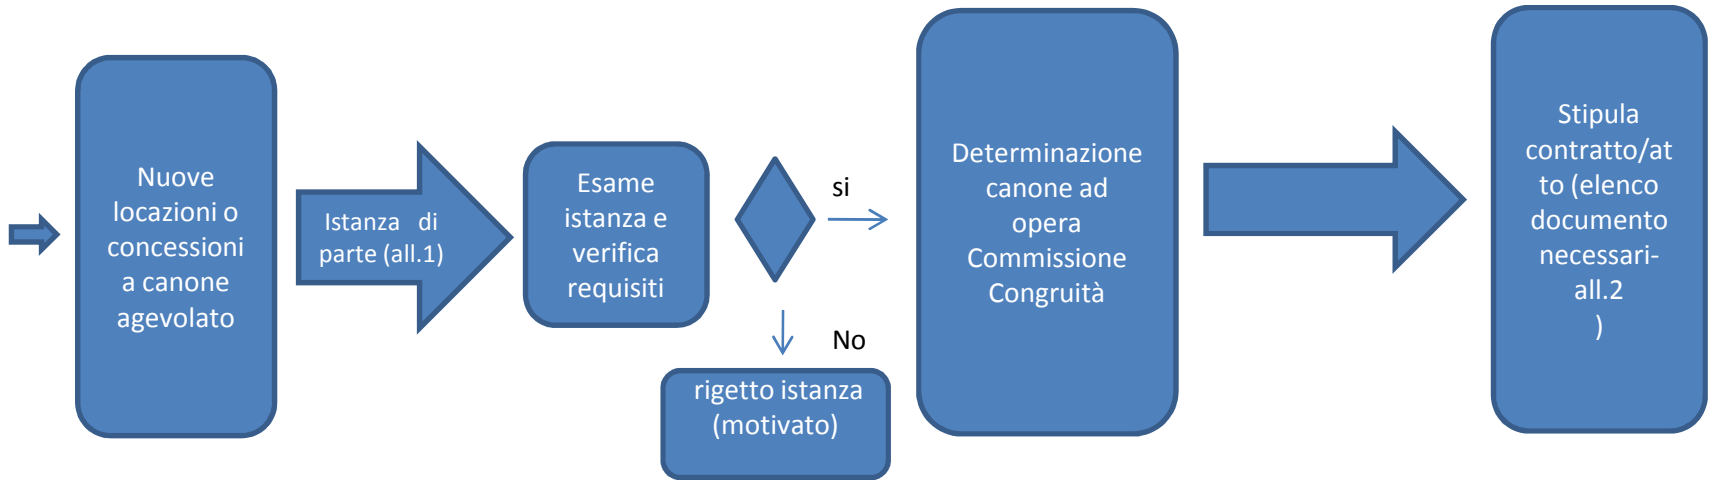 Nuove
locazioni o
concessioni
a canone
agevolato
Istanza di
parte (all.1)
Esame
istanza e
verifica
requisiti
si
No
rigetto istanza
(motivato)
Determinazione
canone ad
opera
Commissione
Congruità
Stipula
contratto/at
to (elenco
documento
necessari-
all.2
)